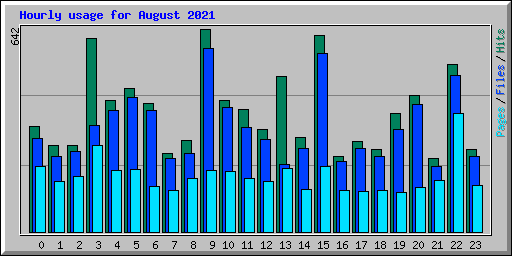 Hourly usage for August 2021
642
Pages/Files/Hits
0 1 2 3 4 5 6 7 8 9 10 11 12 13 14 15 16 17 18 19 20 21 22 23